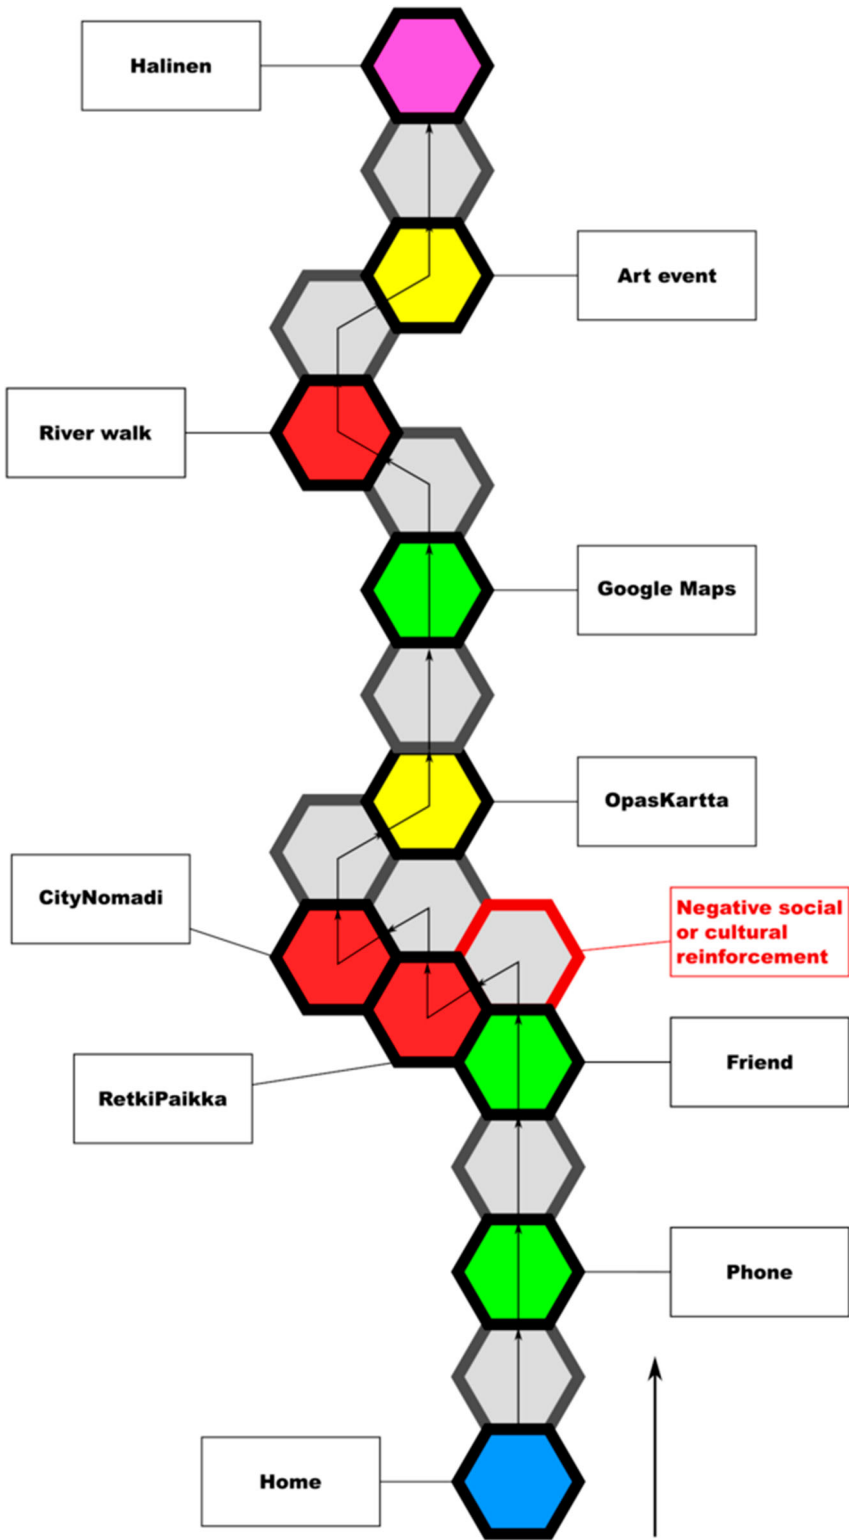 Halinen
Art event
River walk
Google Maps
OpasKartta
CityNomadi
Negative social
or cultural
reinforcement
Friend
RetkiPaikka
Phone
Home